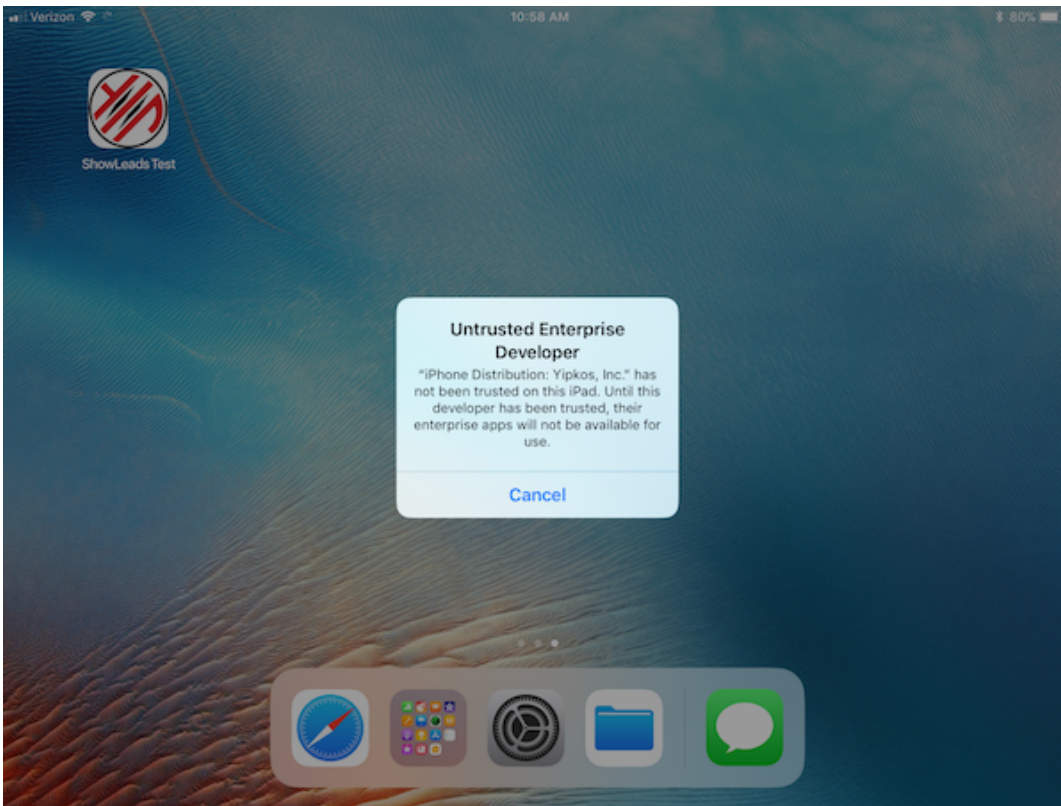 Verizon
10:58 AM
80%
ShowLeads Test
Untrusted Enterprise
Developer
"iPhone Distribution: Yipkos, Inc." has
not been trusted on this iPad. Until this
developer has been trusted, their
enterprise apps will not be available for
use.
Cancel